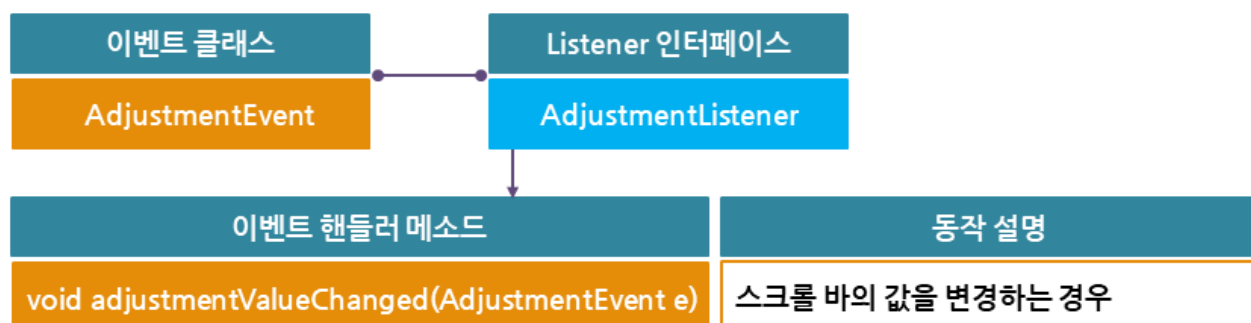 이벤트 클래스
Listener 인터페이스
AdjustmentEvent
AdjustmentListener
이벤트 핸들러 메소드
동작 설명
void adjustmentValueChanged(AdjustmentEvent e)
스크롤 바의 값을 변경하는 경우